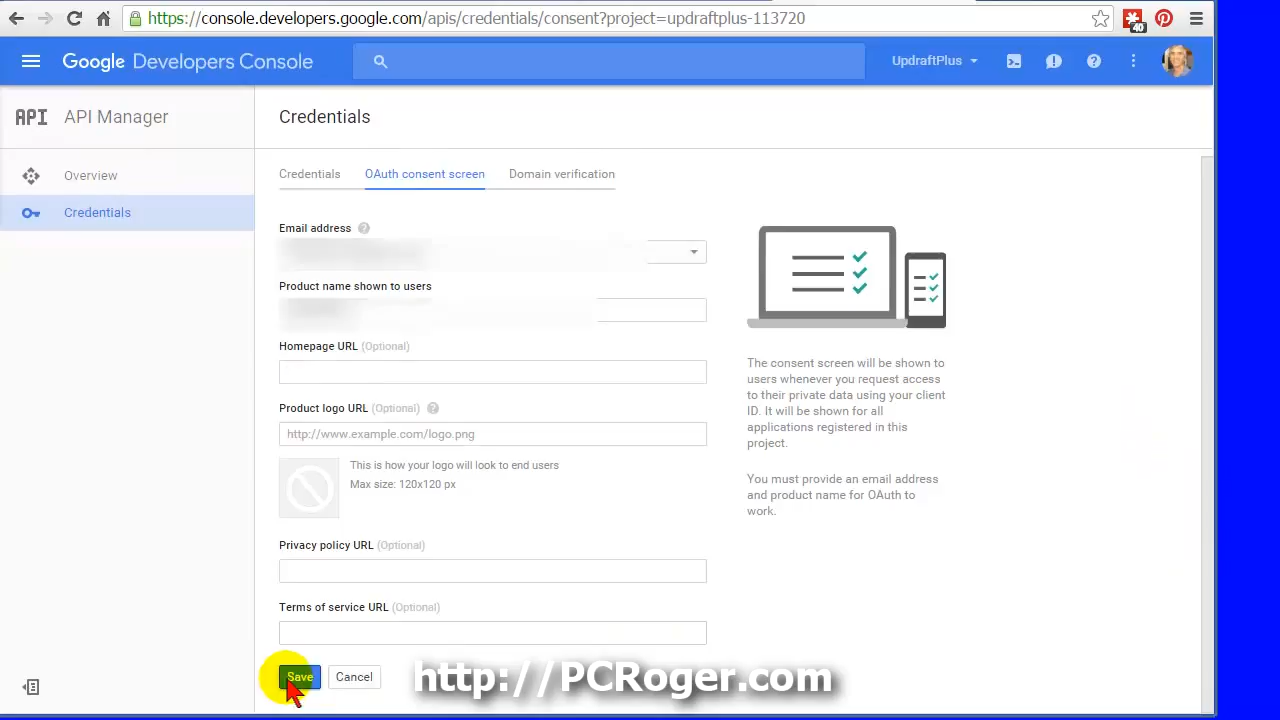 https://console.developers.google.com/apis/credentials/consent?project=updraftplus-113720
40
Google Developers Console
UpdraftPlus
API API Manager
Credentials
Overview
Credentials
Credentials OAuth consent screen Domain verification
Email address ?
Product name shown to users
Homepage URL (Optional)
Product logo URL (Optional) ?
http://www.example.com/logo.png
This is how your logo will look to end users
Max size: 120x120 px
Privacy policy URL (Optional)
Terms of service URL (Optional)
Save Cancel
The consent screen will be shown to
users whenever you request access
to their private data using your client
ID. It will be shown for all
applications registered in this
project.
You must provide an email address
and product name for OAuth to
work.
http://PCRoger.com